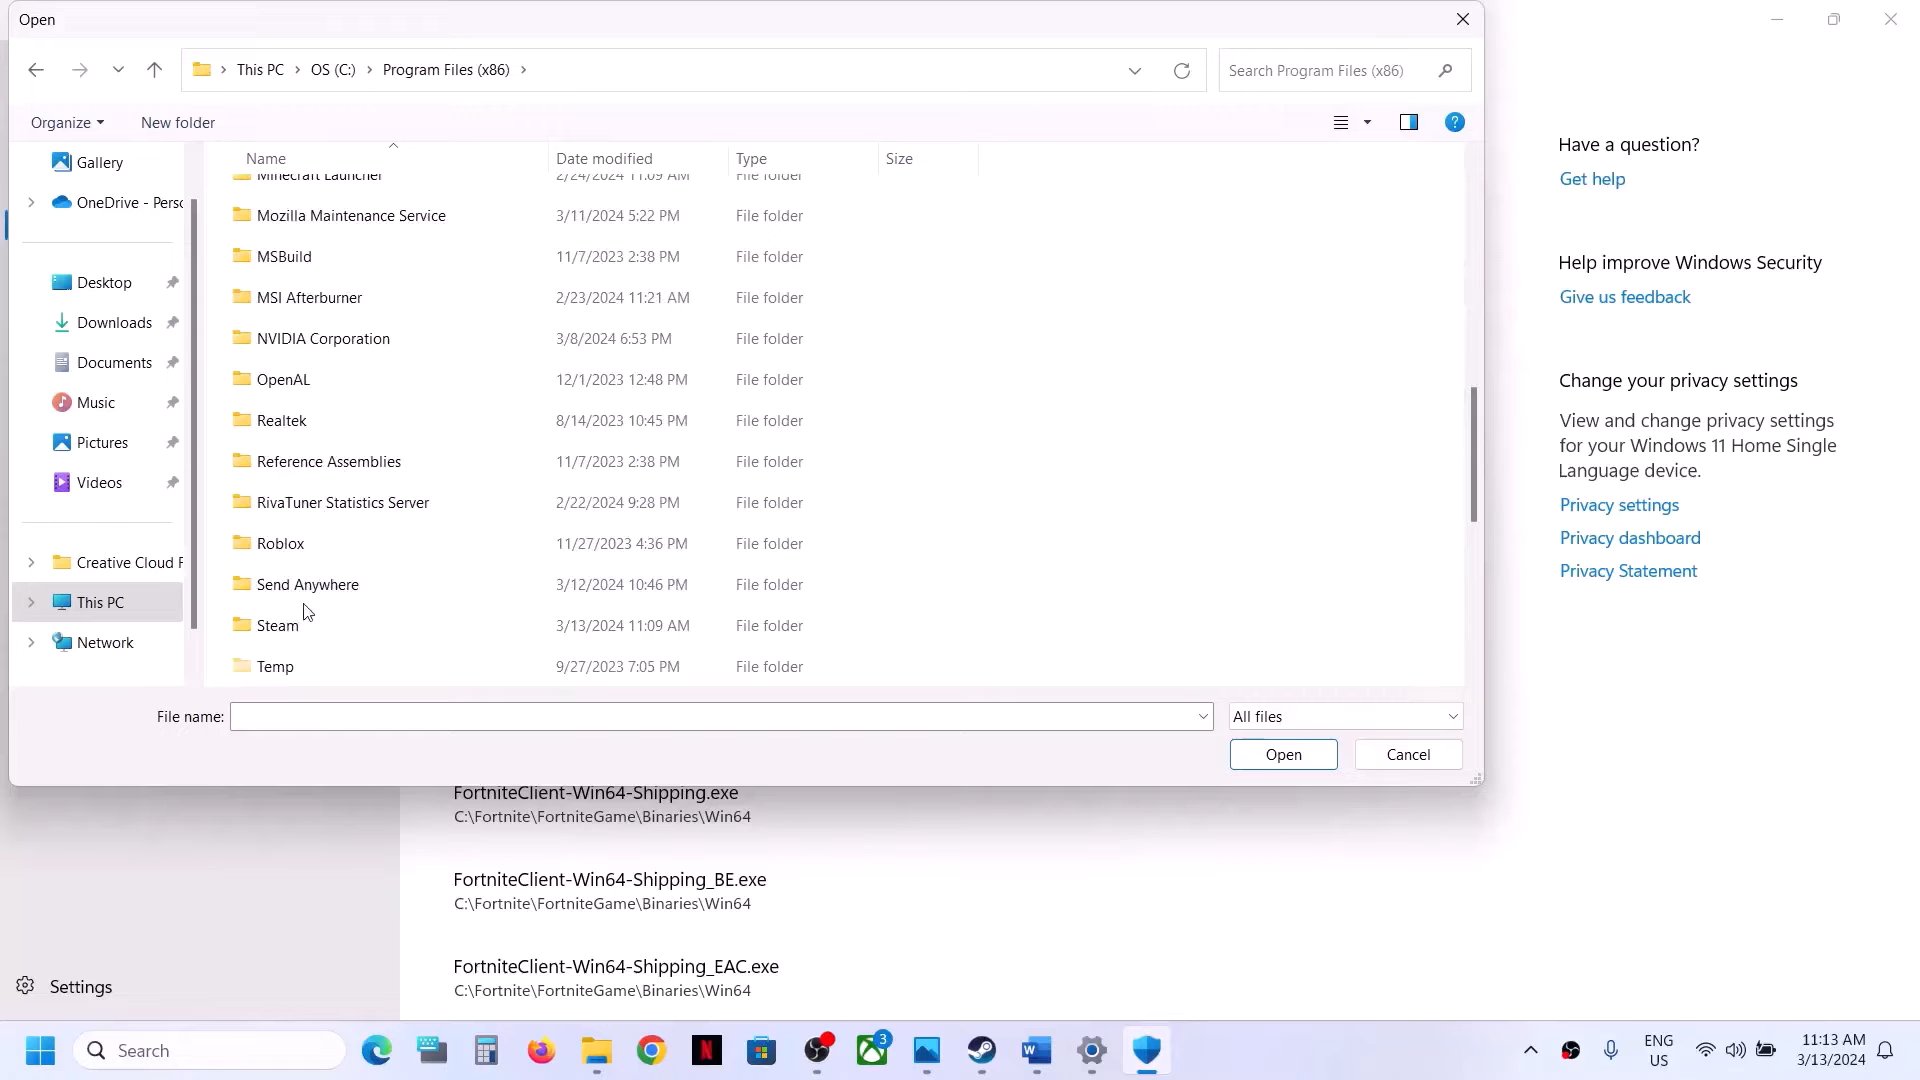 Open
This PC > OS (C:) > Program Files (x86) >
Search Program Files (x86)
Organize
New folder
Gallery
OneDrive - Perso
Desktop
Downloads
Documents
Music
Pictures
Videos
Creative Cloud F
This PC
Network
Name
Date modified
Type
Size
Minecraft Launcher 2/24/2024 11:09 AM File folder
Mozilla Maintenance Service 3/11/2024 5:22 PM File folder
MSBuild 11/7/2023 2:38 PM File folder
MSI Afterburner 2/23/2024 11:21 AM File folder
NVIDIA Corporation 3/8/2024 6:53 PM File folder
OpenAL 12/1/2023 12:48 PM File folder
Realtek 8/14/2023 10:45 PM File folder
Reference Assemblies 11/7/2023 2:38 PM File folder
RivaTuner Statistics Server 2/22/2024 9:28 PM File folder
Roblox 11/27/2023 4:36 PM File folder
Send Anywhere 3/12/2024 10:46 PM File folder
Steam 3/13/2024 11:09 AM File folder
Temp 9/27/2023 7:05 PM File folder
File name:
All files
Open
Cancel
Have a question?
Get help
Help improve Windows Security
Give us feedback
Change your privacy settings
View and change privacy settings
for your Windows 11 Home Single
Language device.
Privacy settings
Privacy dashboard
Privacy Statement
FortniteClient-Win64-Shipping.exe
C:\Fortnite\FortniteGame\Binaries\Win64
FortniteClient-Win64-Shipping_BE.exe
C:\Fortnite\FortniteGame\Binaries\Win64
FortniteClient-Win64-Shipping_EAC.exe
C:\Fortnite\FortniteGame\Binaries\Win64
Settings
Search
3
ENG
US
11:13 AM
3/13/2024